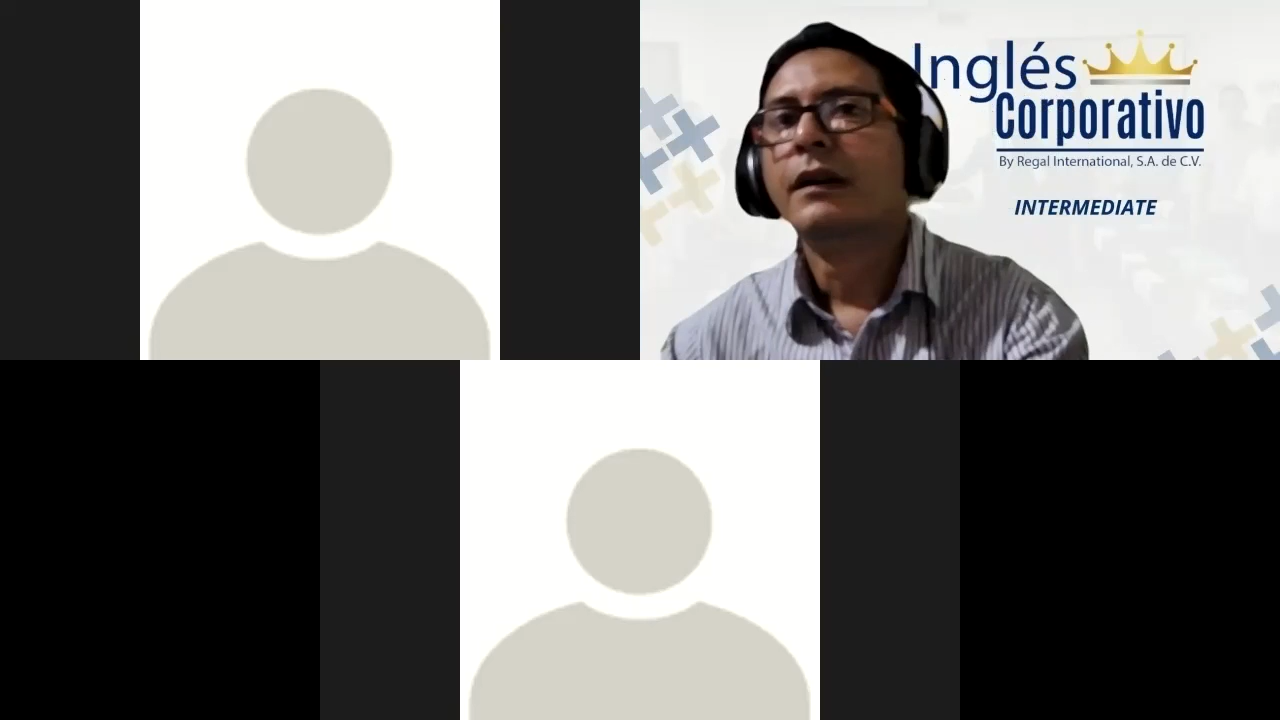 Inglés
Corporativo
By Regal International, S.A. de C.V.
INTERMEDIATE